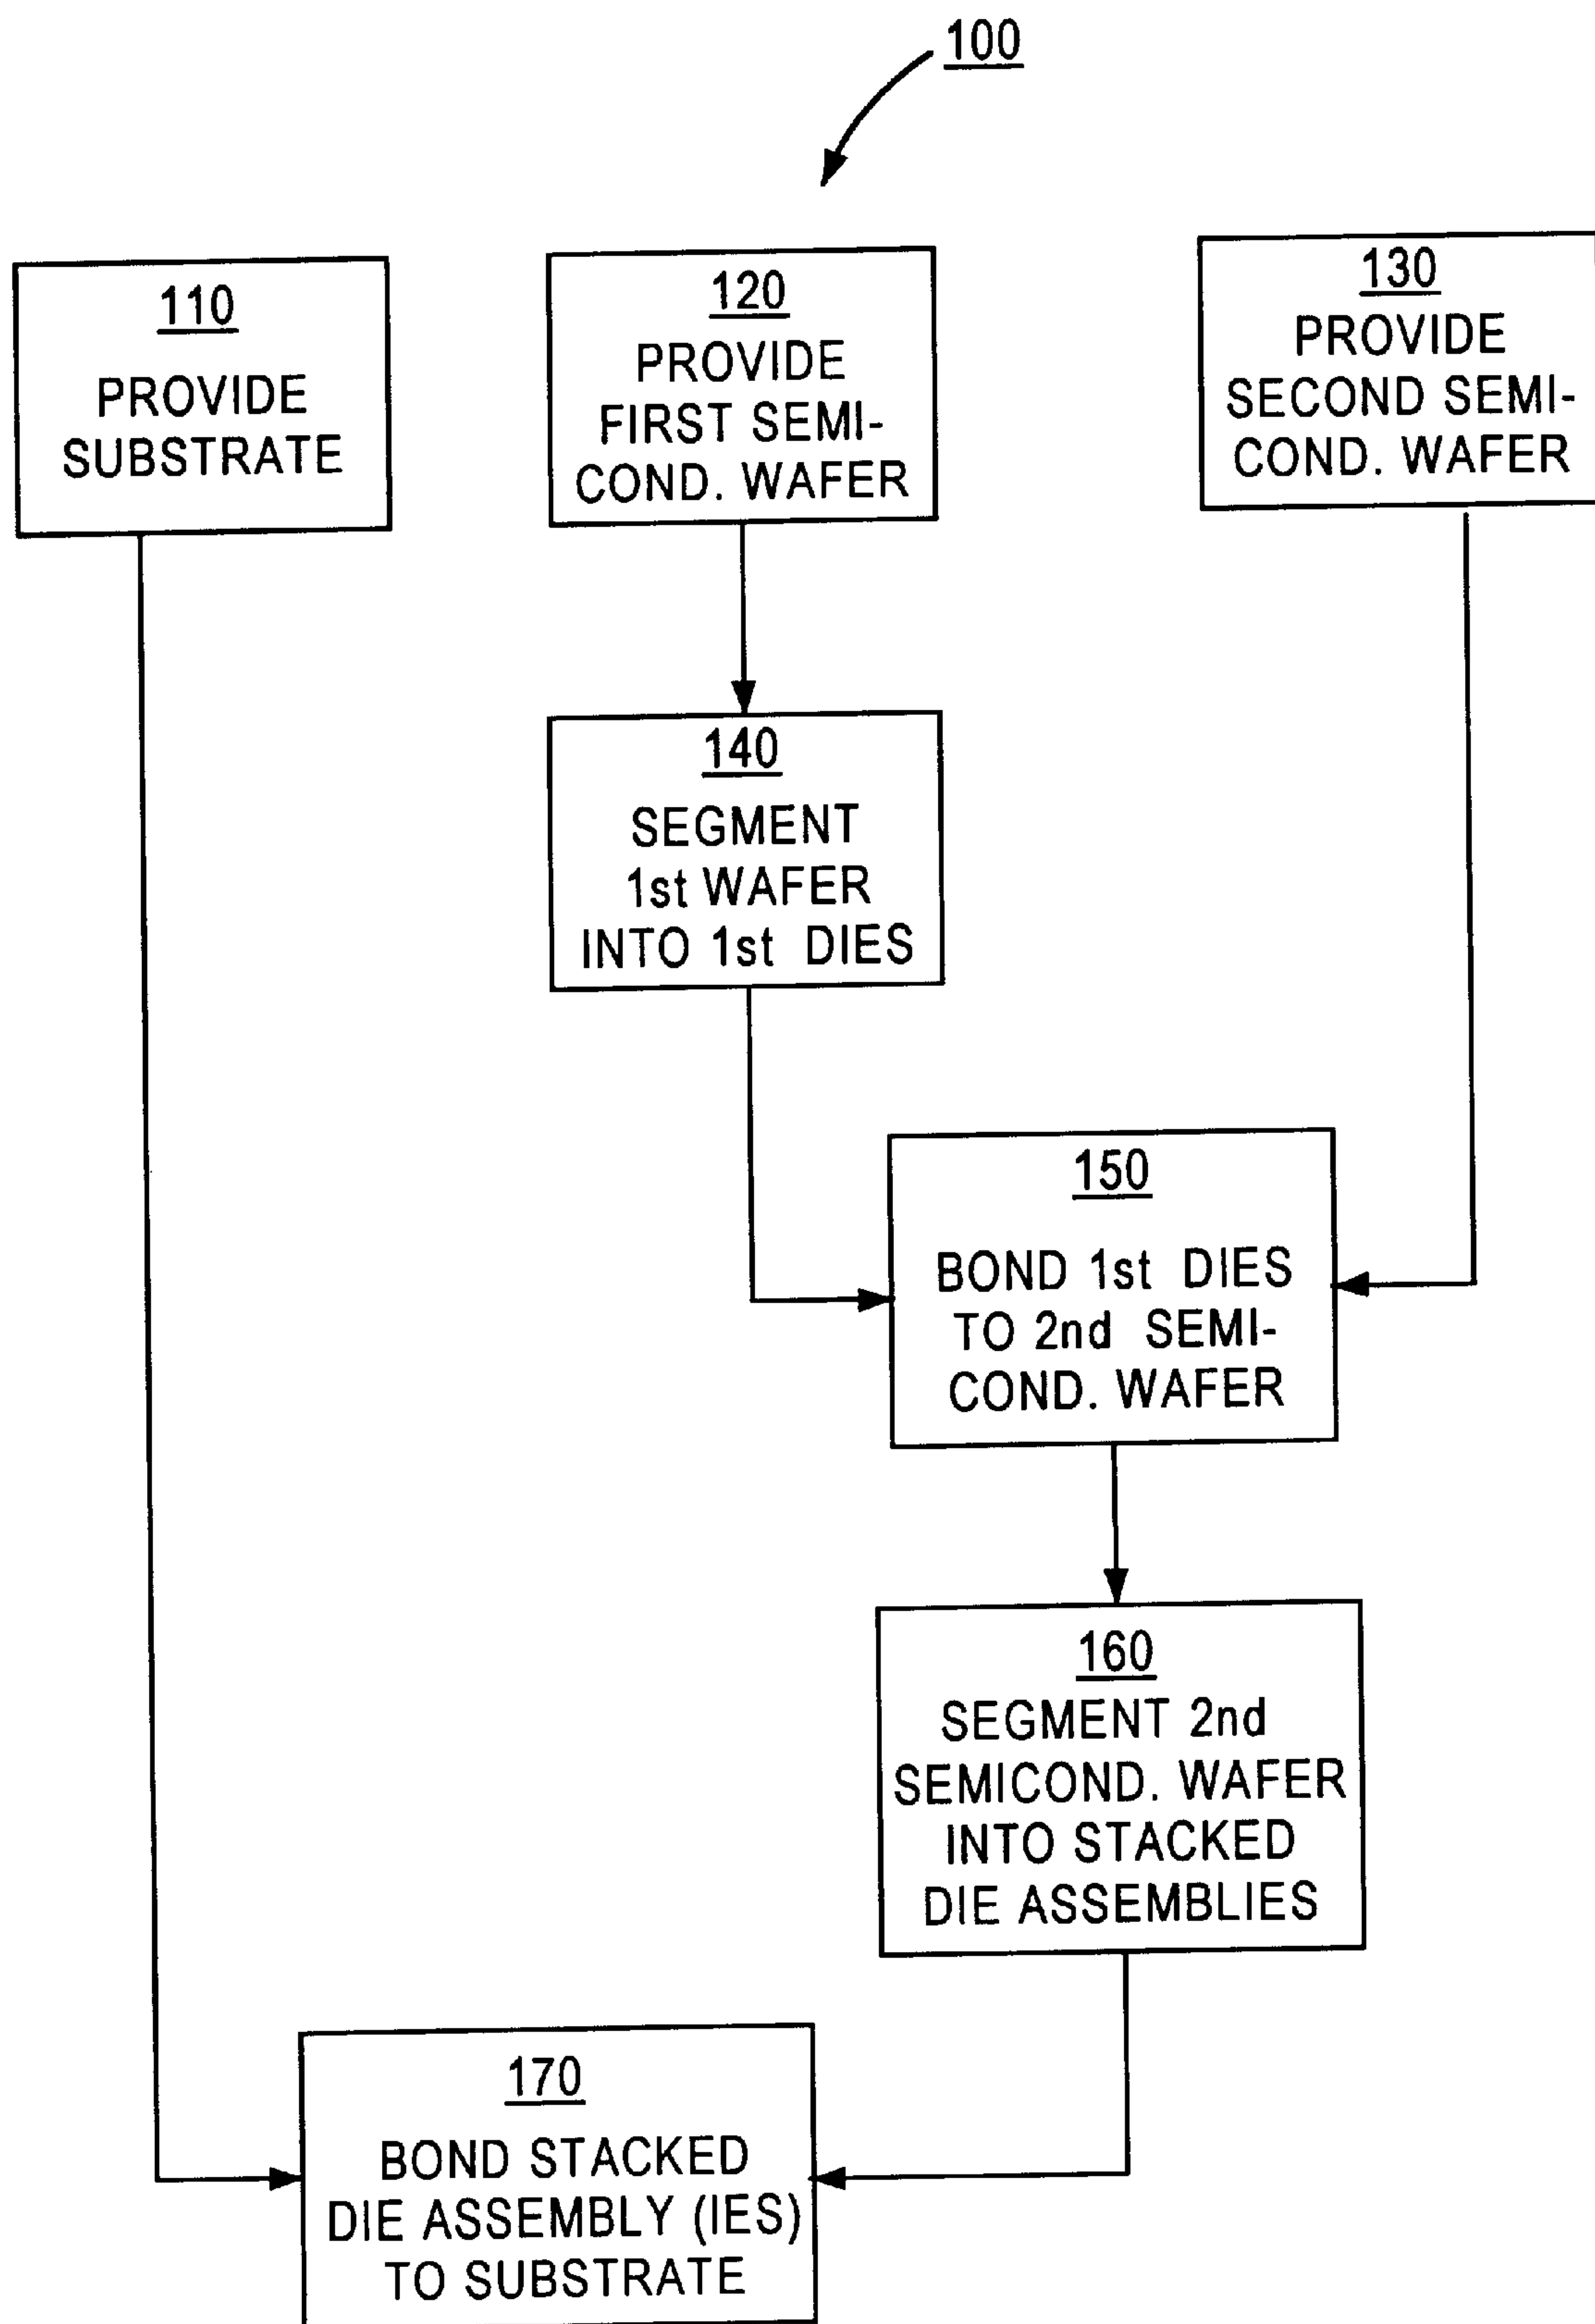 100
110
PROVIDE
SUBSTRATE
120
PROVIDE
FIRST SEMI-
COND. WAFER
130
PROVIDE
SECOND SEMI-
COND. WAFER
140
SEGMENT
1st WAFER
INTO 1st DIES
150
BOND 1st DIES
TO 2nd SEMI-
COND. WAFER
160
SEGMENT 2nd
SEMICOND. WAFER
INTO STACKED
DIE ASSEMBLIES
170
BOND STACKED
DIE ASSEMBLY (IES)
TO SUBSTRATE